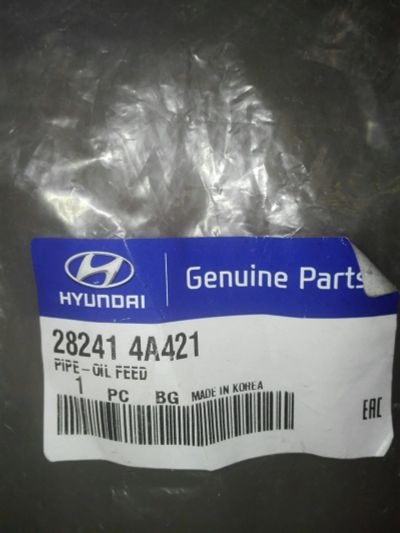 HYUNDAI
Genuine Parts
28241 4A421
PIPE-OIL FEED
1 PC BG MADE IN KOREA
EAC